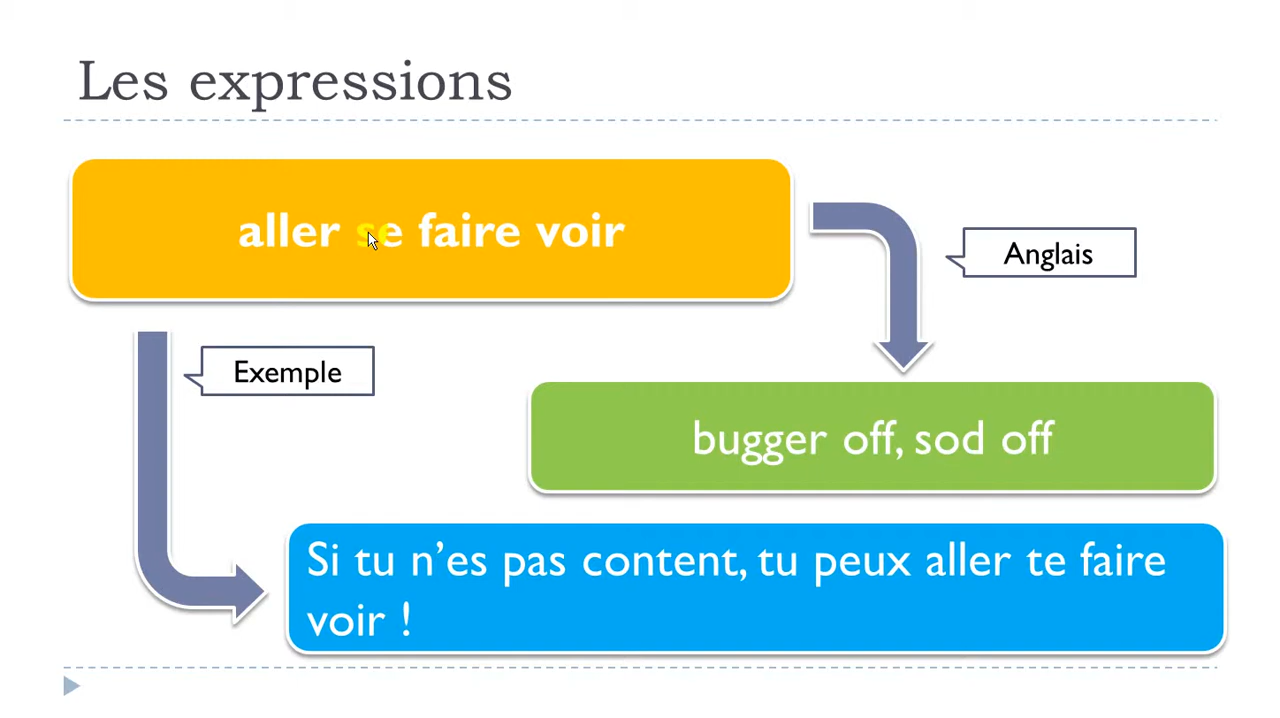 Les expressions
aller se faire voir
Anglais
Exemple
bugger off, sod off
Si tu n’es pas content, tu peux aller te faire
voir !